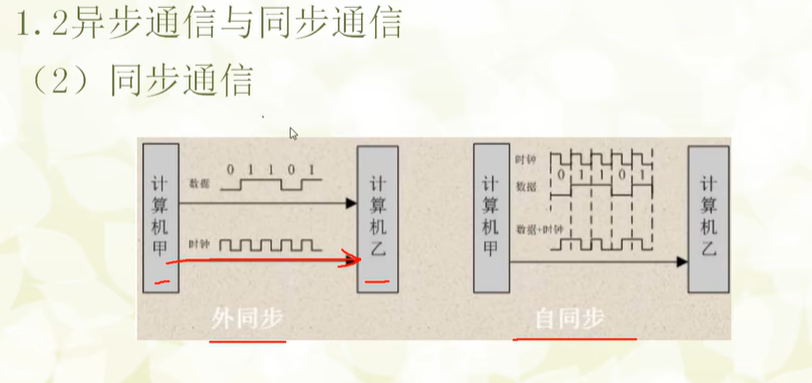 1.2异步通信与同步通信
（2）同步通信
计算机甲
数据
0 1 1 0 1
时钟
计算机乙
外同步
计算机甲
时钟
0 1 1 0 1
数据
数据+时钟
计算机乙
自同步